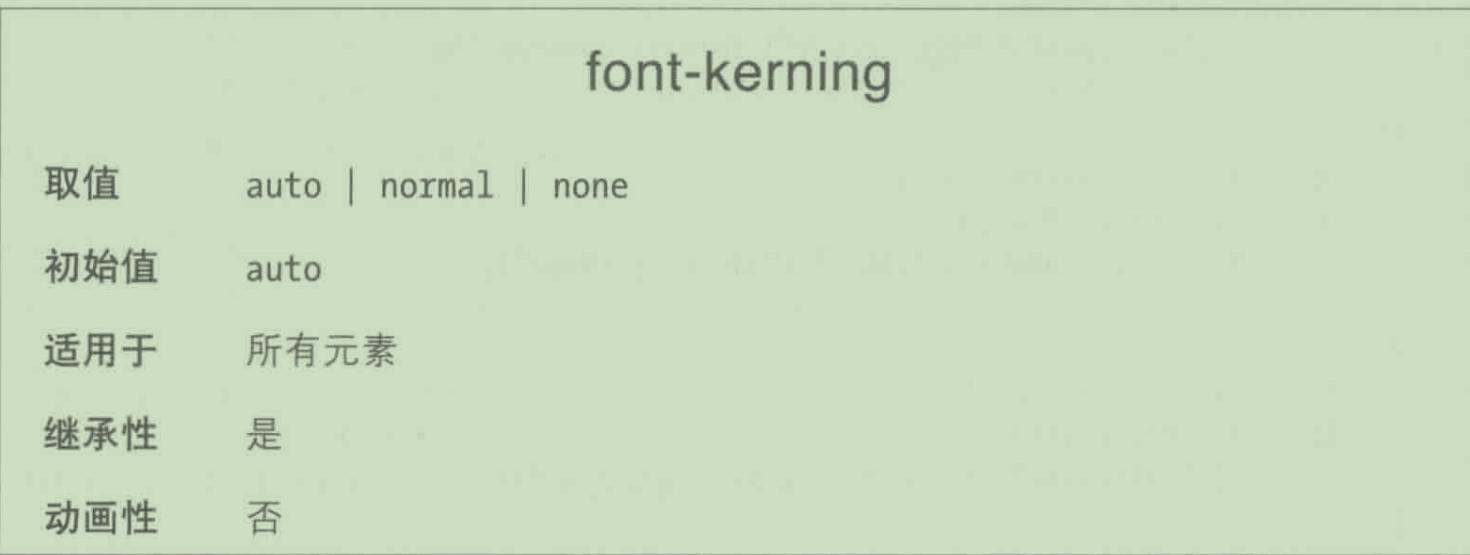 font-kerning
取值 auto | normal | none
初始值 auto
适用于 所有元素
继承性 是
动画性 否